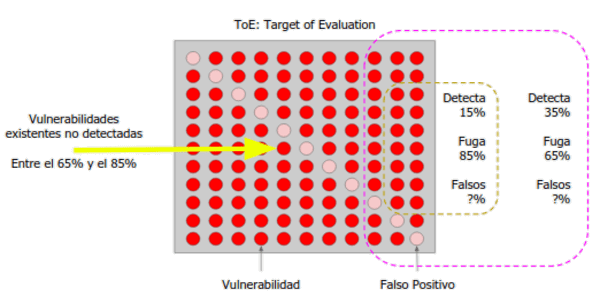 ToE: Target of Evaluation
Vulnerabilidades
existentes no detectadas
Entre el 65% y el 85%
Detecta
15%
Fuga
85%
Falsos
?%
Detecta
35%
Fuga
65%
Falsos
?%
Vulnerabilidad
Falso Positivo